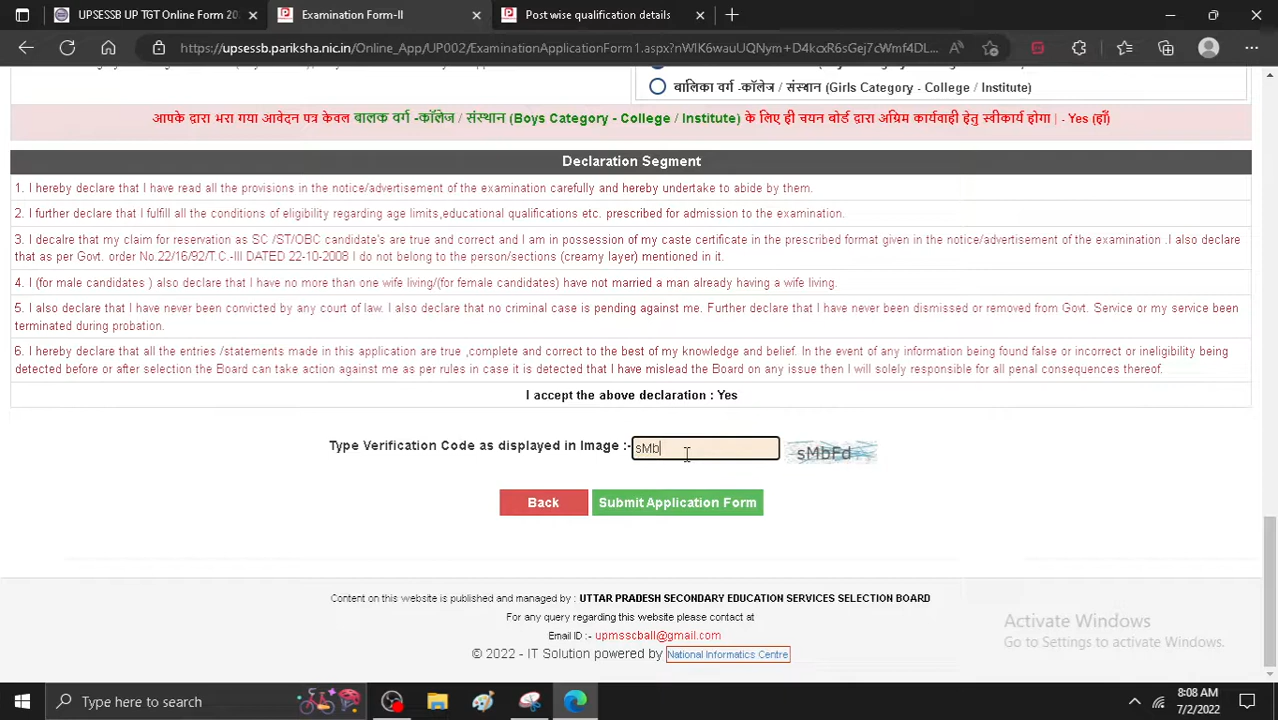 UPSESSB UP TGT Online Form 20
Examination Form-II
Post wise qualification details
https://upsessb.pariksha.nic.in/Online_App/UP002/ExaminationApplicationForm1.aspx?nWIK6wauUQNym+D4kcxR6sGej7cWmf4DL...
बालिका वर्ग -कॉलेज / संस्थान (Girls Category - College / Institute)
आपके द्वारा भरा गया आवेदन पत्र केवल बालक वर्ग -कॉलेज / संस्थान (Boys Category - College / Institute) के लिए ही चयन बोर्ड द्वारा अग्रिम कार्यवाही हेतु स्वीकार्य होगा | - Yes (हाँ)
Declaration Segment
1. I hereby declare that I have read all the provisions in the notice/advertisement of the examination carefully and hereby undertake to abide by them.
2. I further declare that I fulfill all the conditions of eligibility regarding age limits,educational qualifications etc. prescribed for admission to the examination.
3. I decalre that my claim for reservation as SC /ST/OBC candidate's are true and correct and I am in possession of my caste certificate in the prescribed format given in the notice/advertisement of the examination .I also declare
that as per Govt. order No.22/16/92/T.C.-III DATED 22-10-2008 I do not belong to the person/sections (creamy layer) mentioned in it.
4. I (for male candidates ) also declare that I have no more than one wife living/(for female candidates) have not married a man already having a wife living.
5. I also declare that I have never been convicted by any court of law. I also declare that no criminal case is pending against me. Further declare that I have never been dismissed or removed from Govt. Service or my service been
terminated during probation.
6. I hereby declare that all the entries /statements made in this application are true ,complete and correct to the best of my knowledge and belief. In the event of any information being found false or incorrect or ineligibility being
detected before or after selection the Board can take action against me as per rules in case it is detected that I have mislead the Board on any issue then I will solely responsible for all penal consequences thereof.
I accept the above declaration : Yes
Type Verification Code as displayed in Image :- sMb sMbFd
Back Submit Application Form
Content on this website is published and managed by : UTTAR PRADESH SECONDARY EDUCATION SERVICES SELECTION BOARD
For any query regarding this website please contact at
Email ID :- upmsscball@gmail.com
© 2022 - IT Solution powered by National Informatics Centre
Activate Windows
Go to Settings to activate Windows.
Type here to search
8:08 AM
7/2/2022